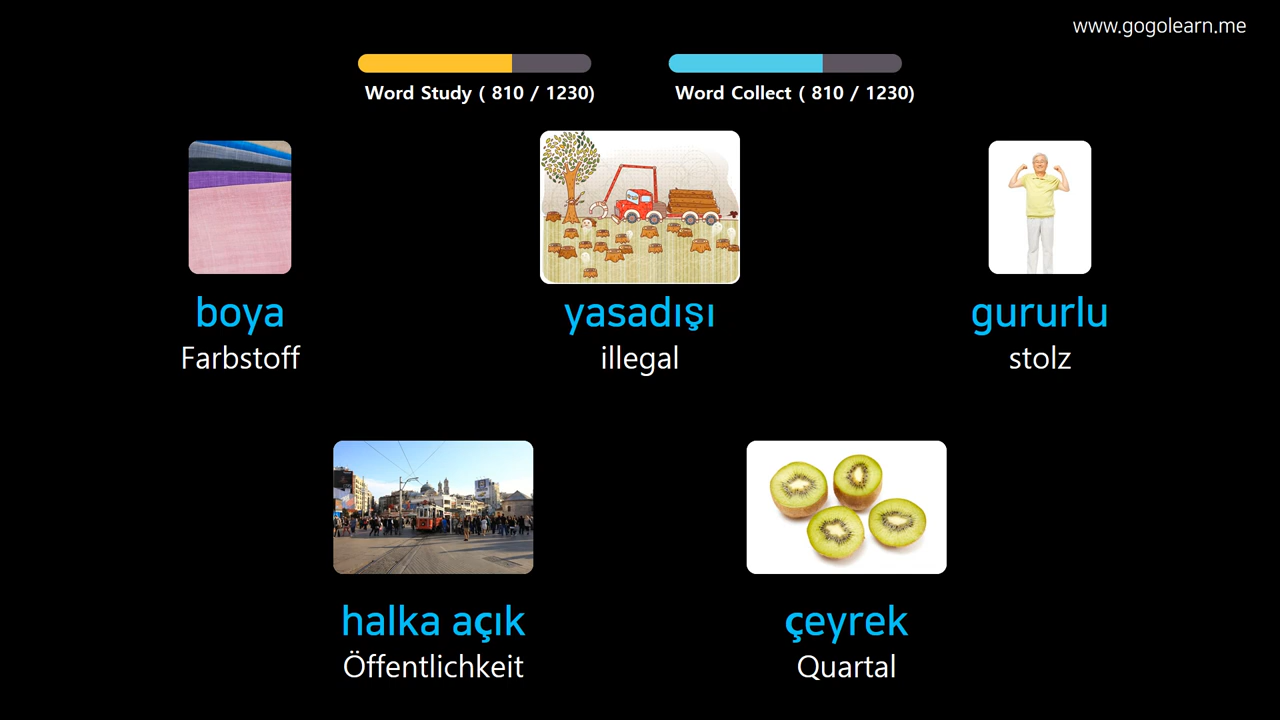 www.gogolearn.me
Word Study ( 810 / 1230)
Word Collect ( 810 / 1230)
boya
Farbstoff
yasadışı
illegal
gururlu
stolz
halka açık
Öffentlichkeit
çeyrek
Quartal